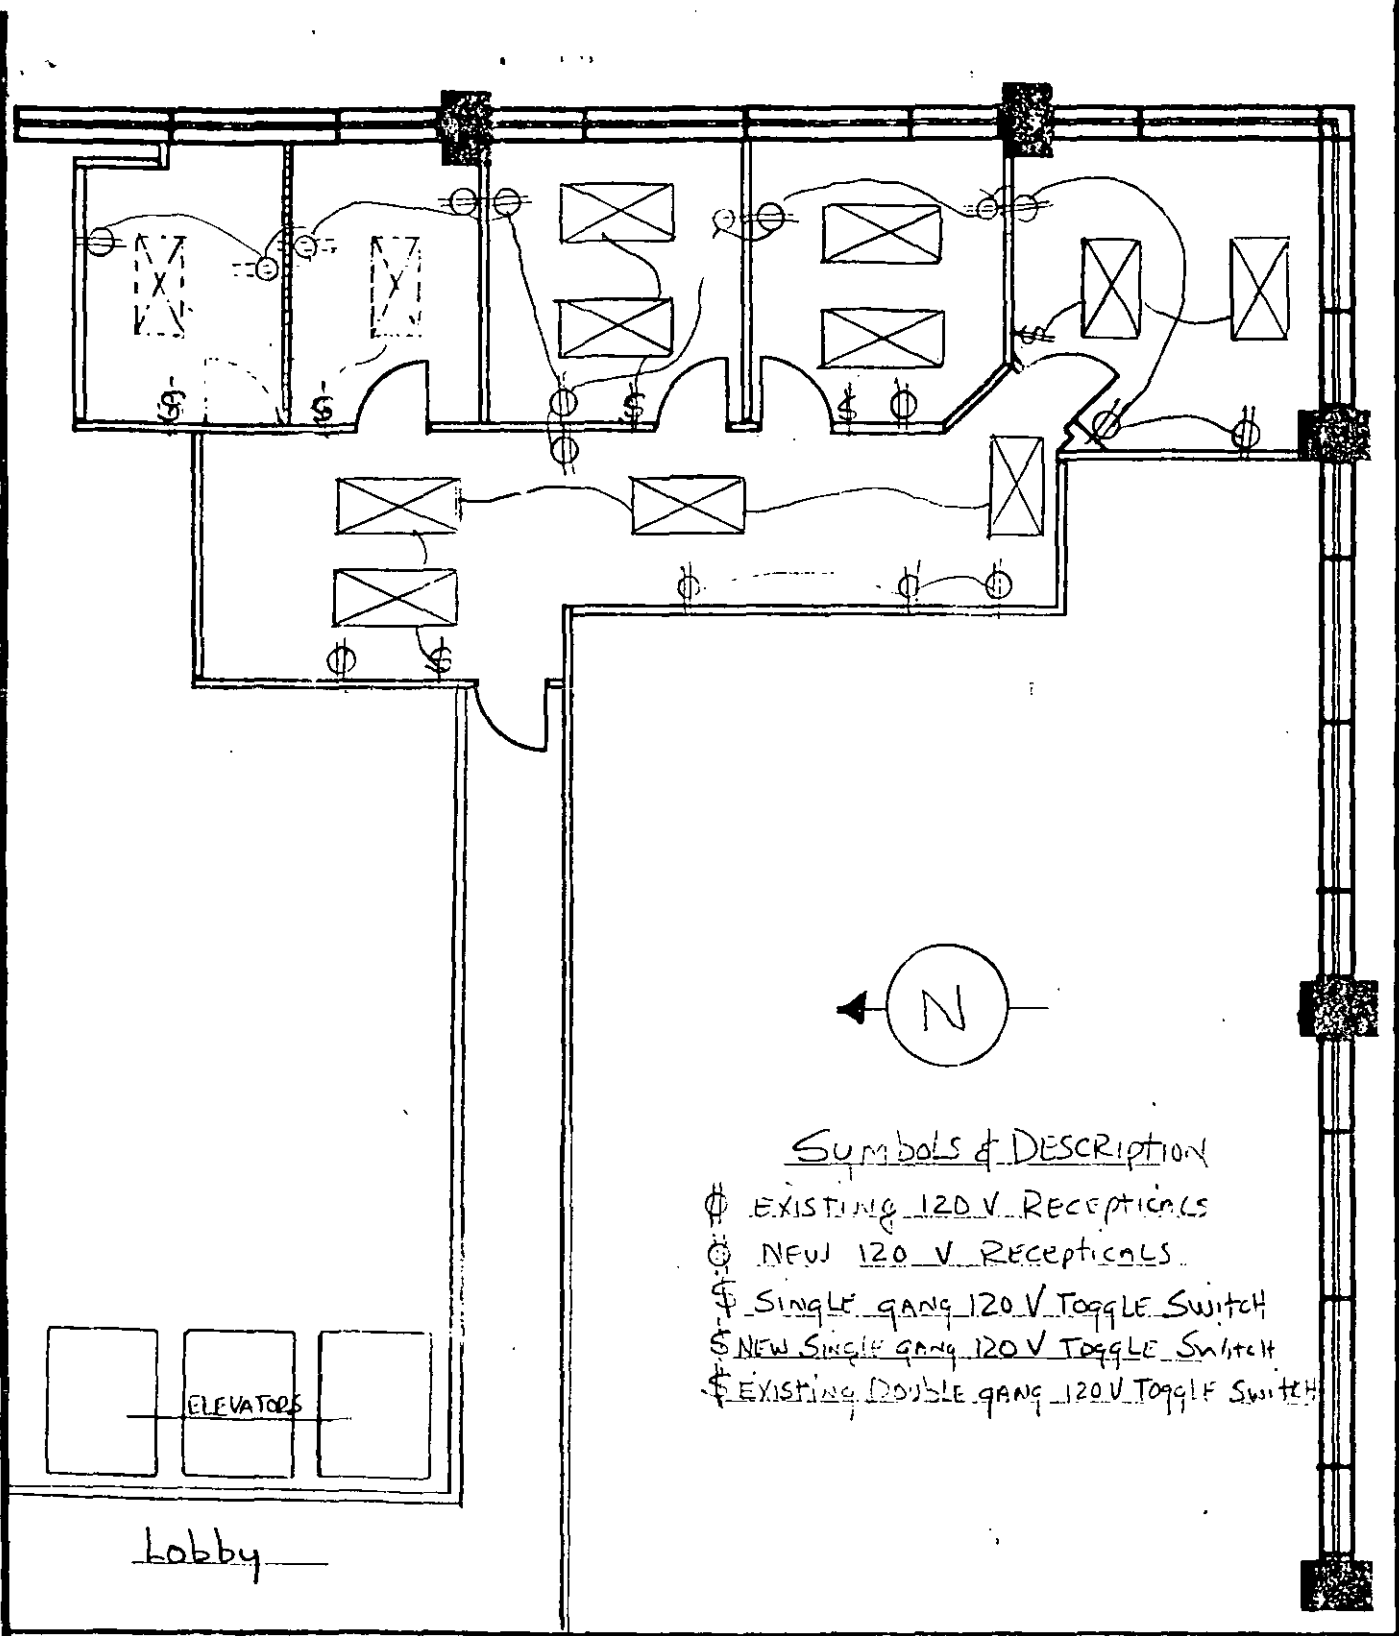 N
Symbols & DESCRIPTION
EXISTING 120 V RECEPTICALS
NEW 120 V RECEPTICALS
$ SINGLE GANG 120 V TOGGLE SWITCH
$ NEW SINGLE GANG 120 V TOGGLE SWITCH
$ EXISTING DOUBLE GANG 120 V TOGGLE SWITCH
ELEVATORS
Lobby